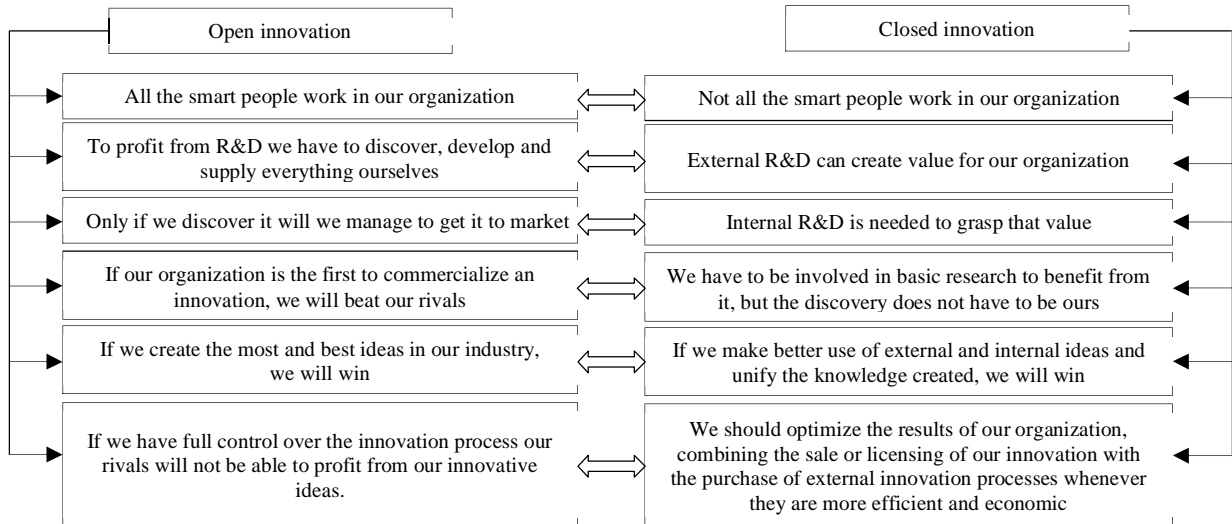 Open innovation
Closed innovation
All the smart people work in our organization
Not all the smart people work in our organization
To profit from R&D we have to discover, develop and
supply everything ourselves
External R&D can create value for our organization
Only if we discover it will we manage to get it to market
Internal R&D is needed to grasp that value
If our organization is the first to commercialize an
innovation, we will beat our rivals
We have to be involved in basic research to benefit from
it, but the discovery does not have to be ours
If we create the most and best ideas in our industry,
we will win
If we make better use of external and internal ideas and
unify the knowledge created, we will win
If we have full control over the innovation process our
rivals will not be able to profit from our innovative
ideas.
We should optimize the results of our organization,
combining the sale or licensing of our innovation with
the purchase of external innovation processes whenever
they are more efficient and economic